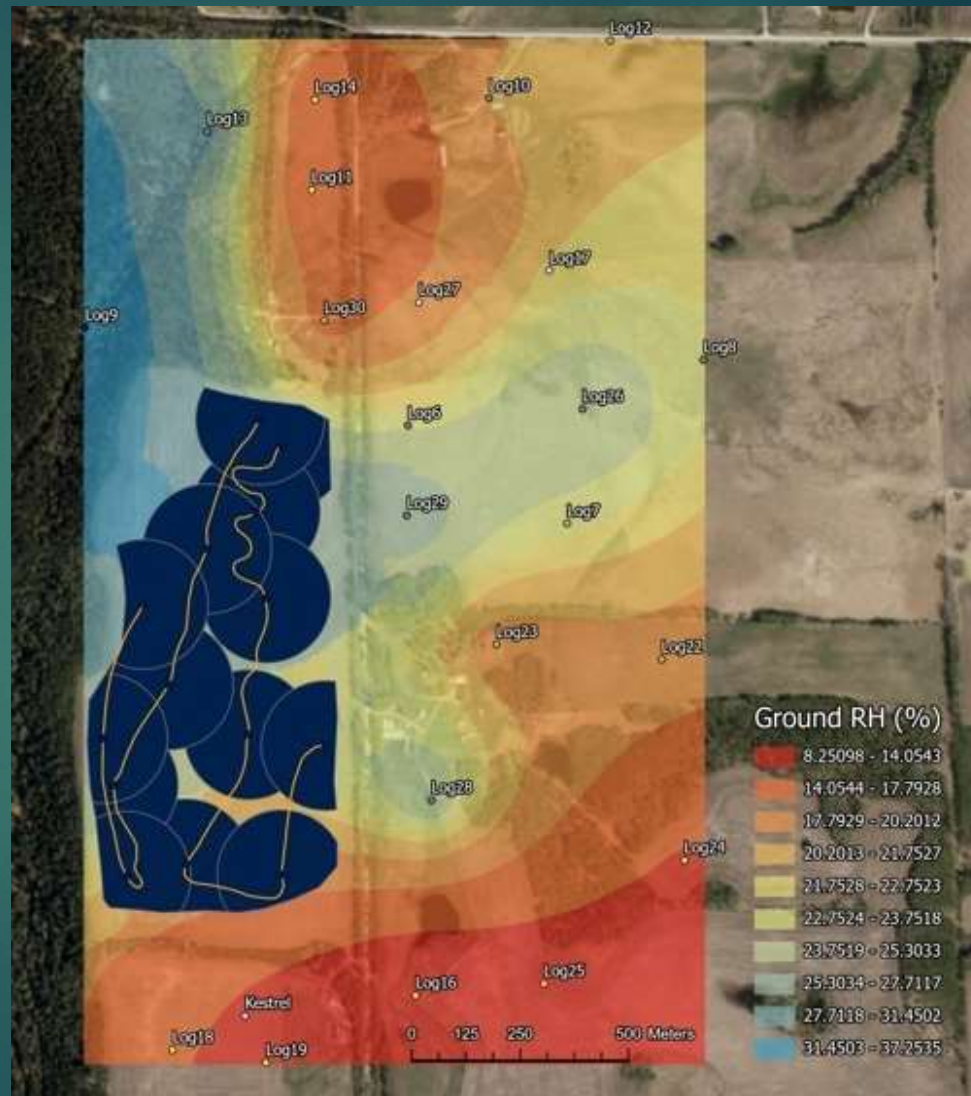 Log12
Log14
Log10
Log13
Log11
Log17
Log27
Log30
Log9
Log8
Log26
Log6
Log29
Log7
Log23
Log22
Ground RH (%)
8.25098 - 14.0543
14.0544 - 17.7928
17.7929 - 20.2012
20.2013 - 21.7527
21.7528 - 22.7523
22.7524 - 23.7518
23.7519 - 25.3033
25.3034 - 27.7117
27.7118 - 31.4502
31.4503 - 37.2535
Log28
Log24
Log25
Log16
Kestrel
0 125 250 500 Meters
Log18
Log19